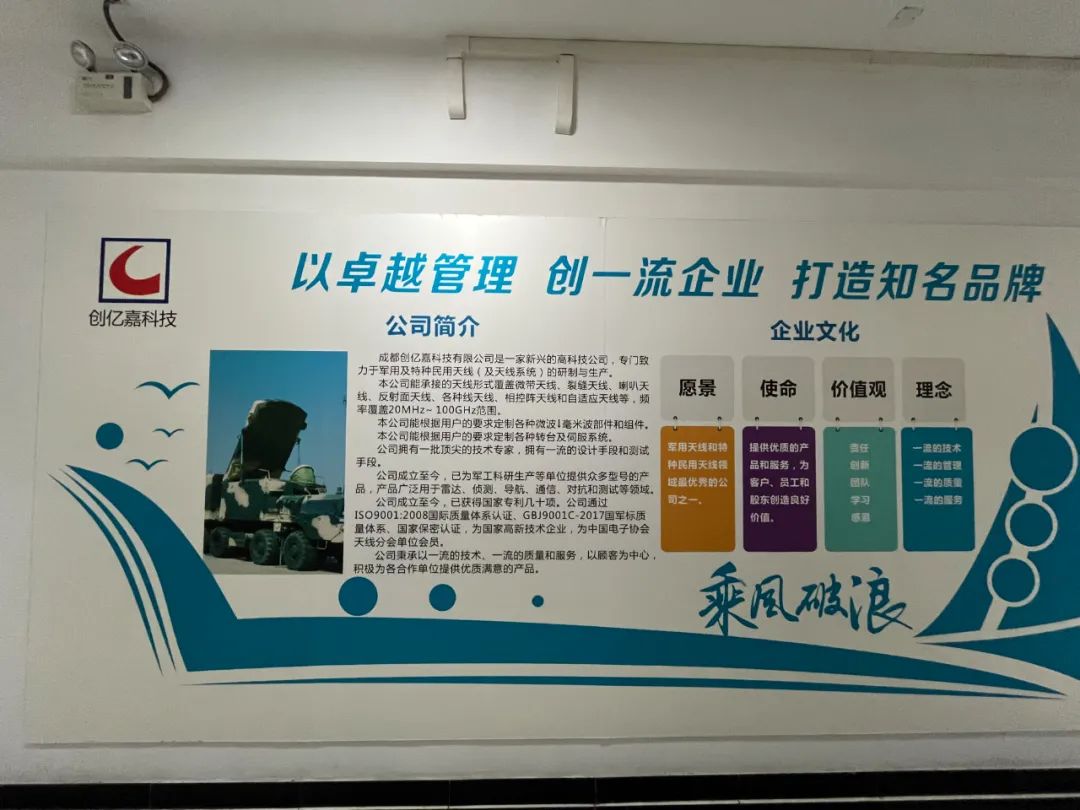 创亿嘉科技
以卓越管理 创一流企业 打造知名品牌
公司简介
成都创亿嘉科技有限公司是一家新兴的高科技公司，专门致
力于军用及特种民用天线（及天线系统）的研制与生产。
本公司能承接的天线形式覆盖微带天线、裂缝天线、喇叭天
线、反射面天线、各种线天线、相控阵天线和自适应天线等，频
率覆盖20MHz~100GHz范围。
本公司能根据用户的要求定制各种微波\毫米波部件和组件。
本公司能根据用户的要求定制各种转台及伺服系统。
公司拥有一批顶尖的技术专家，拥有一流的设计手段和测试
手段。
公司成立至今，已为军工科研生产等单位提供众多型号的产
品，产品广泛用于雷达、侦测、导航、通信、对抗和测试等领域。
公司成立至今，已获得国家专利几十项。公司通过
ISO9001:2008国际质量体系认证、GBJ9001C-2017国军标质
量体系、国家保密认证，为国家高新技术企业，为中国电子协会
天线分会单位会员。
公司秉承以一流的技术、一流的质量和服务，以顾客为中心，
积极为各合作单位提供优质满意的产品。
企业文化
愿景
军用天线和特
种民用天线领
域最优秀的公
司之一。
使命
提供优质的产
品和服务，为
客户、员工和
股东创造良好
价值。
价值观
责任
创新
团队
学习
感恩
理念
一流的技术
一流的管理
一流的质量
一流的服务
乘风破浪